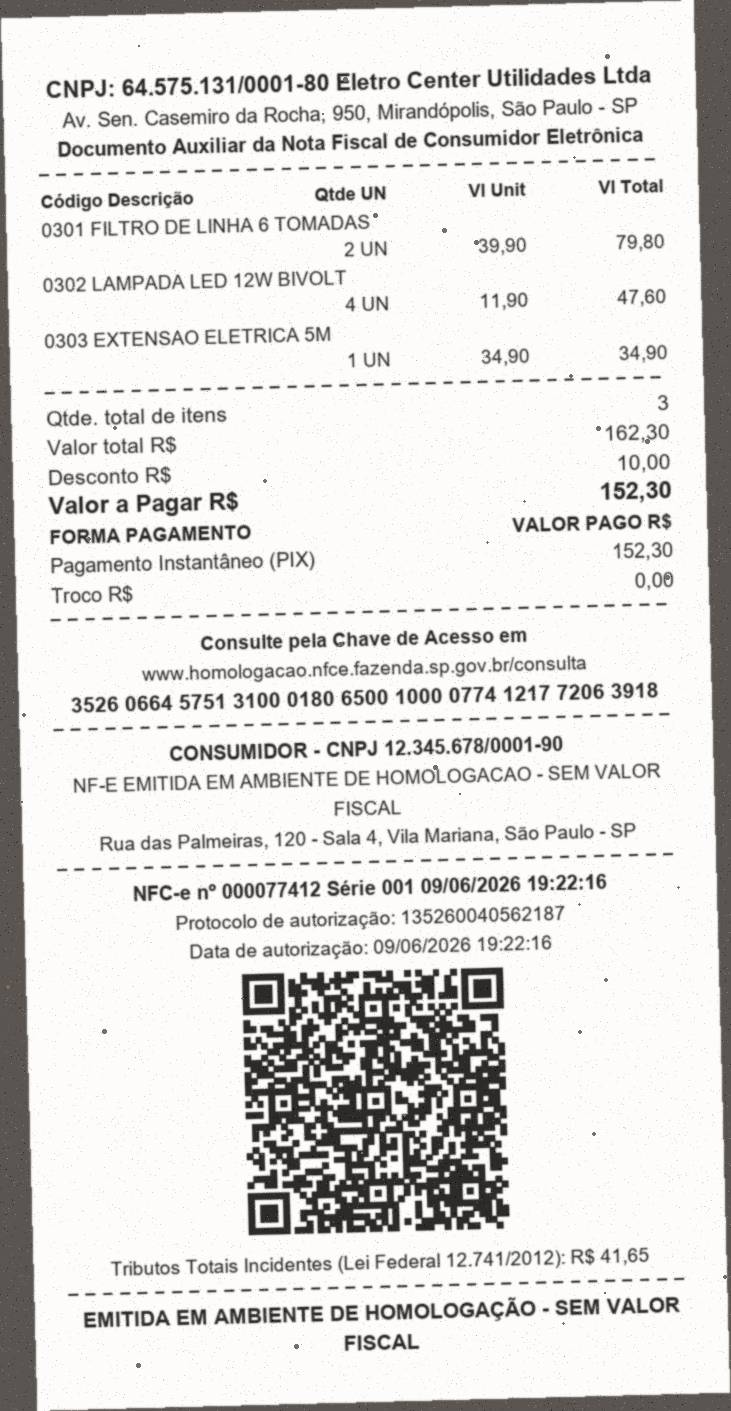 CNPJ: 64.575.131/0001-80 Eletro Center Utilidades Ltda
Av. Sen. Casemiro da Rocha; 950, Mirandópolis, São Paulo - SP
Documento Auxiliar da Nota Fiscal de Consumidor Eletrônica
Código Descrição Qtde UN Vl Unit Vl Total
0301 FILTRO DE LINHA 6 TOMADAS
2 UN 39,90 79,80
0302 LAMPADA LED 12W BIVOLT
4 UN 11,90 47,60
0303 EXTENSAO ELETRICA 5M
1 UN 34,90 34,90
Qtde. total de itens 3
Valor total R$ 162,30
Desconto R$ 10,00
Valor a Pagar R$ 152,30
FORMA PAGAMENTO VALOR PAGO R$
Pagamento Instantâneo (PIX) 152,30
Troco R$ 0,00
Consulte pela Chave de Acesso em
www.homologacao.nfce.fazenda.sp.gov.br/consulta
3526 0664 5751 3100 0180 6500 1000 0774 1217 7206 3918
CONSUMIDOR - CNPJ 12.345.678/0001-90
NF-E EMITIDA EM AMBIENTE DE HOMOLOGACAO - SEM VALOR
FISCAL
Rua das Palmeiras, 120 - Sala 4, Vila Mariana, São Paulo - SP
NFC-e nº 000077412 Série 001 09/06/2026 19:22:16
Protocolo de autorização: 135260040562187
Data de autorização: 09/06/2026 19:22:16
Tributos Totais Incidentes (Lei Federal 12.741/2012): R$ 41,65
EMITIDA EM AMBIENTE DE HOMOLOGAÇÃO - SEM VALOR
FISCAL